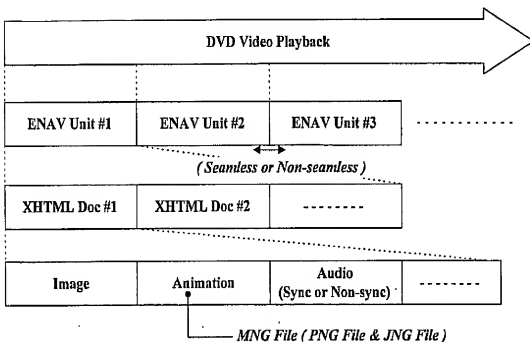 DVD Video Playback
ENAV Unit #1 ENAV Unit #2 ENAV Unit #3
( Seamless or Non-seamless )
XHTML Doc #1 XHTML Doc #2
Image Animation Audio
(Sync or Non-sync)
MNG File ( PNG File & JNG File )